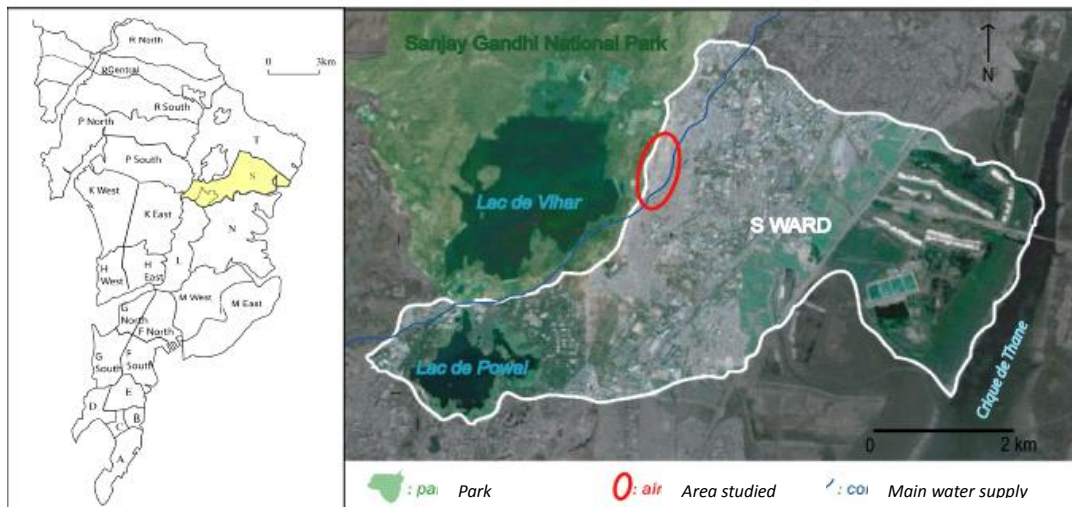 R North
RCentral
R South
P North
P South
T
S
K West
K East
N
L
H West
H East
M West
M East
G North
F North
G South
F South
E
D
C
B
A
0 3km
Sanjay Gandhi National Park
N
Lac de Vihar
S WARD
Lac de Powai
Crique de Thane
0 2 km
: pa Park
: air Area studied
: co Main water supply